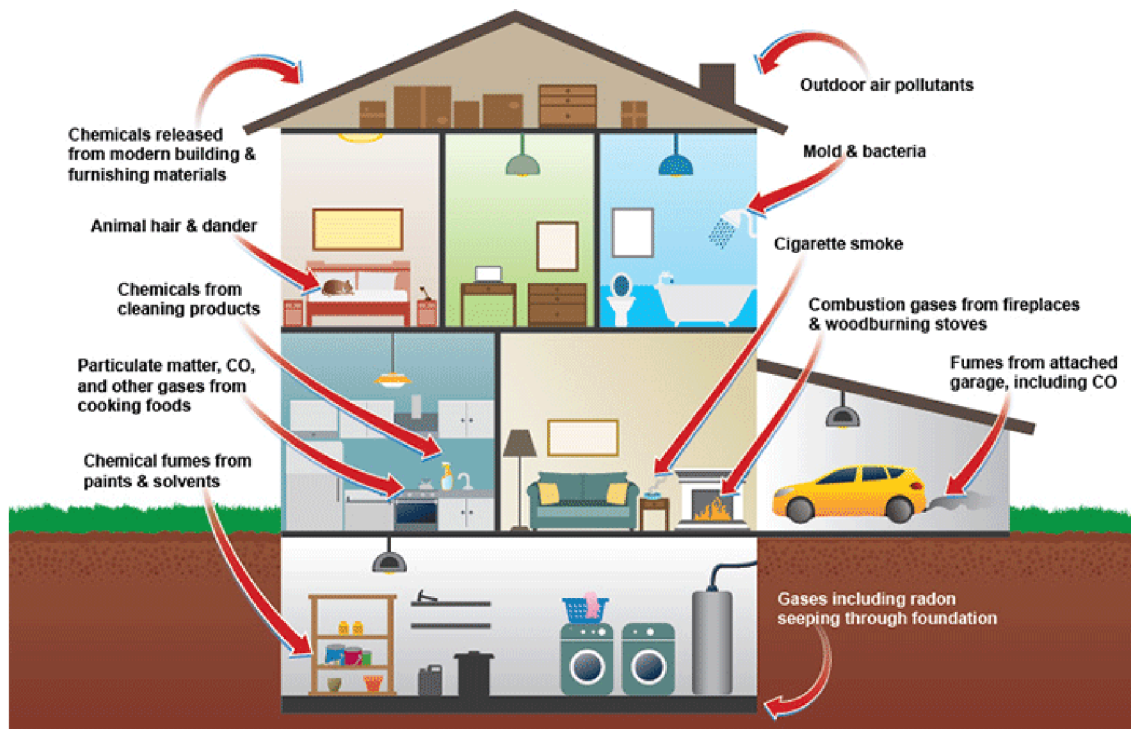 Chemicals released
from modern building &
furnishing materials
Animal hair & dander
Chemicals from
cleaning products
Particulate matter, CO,
and other gases from
cooking foods
Chemical fumes from
paints & solvents
Outdoor air pollutants
Mold & bacteria
Cigarette smoke
Combustion gases from fireplaces
& woodburning stoves
Fumes from attached
garage, including CO
Gases including radon
seeping through foundation